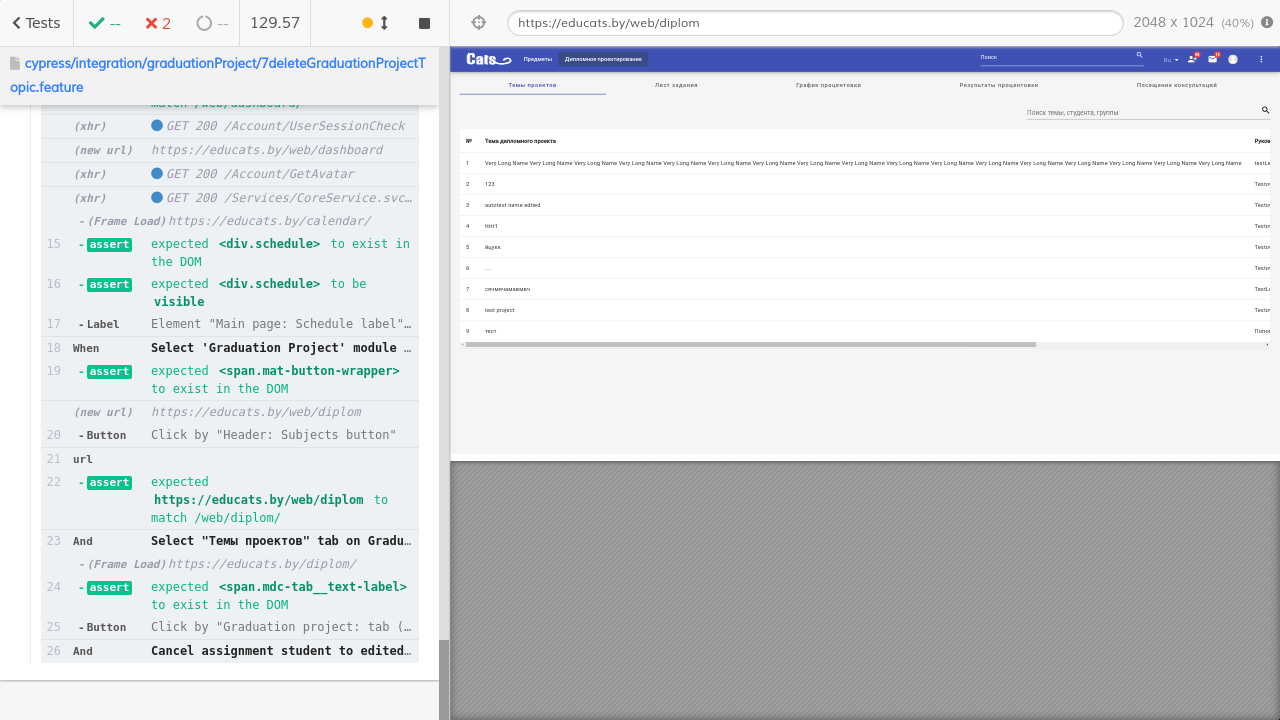 Tests
--
2
--
129.57
https://educats.by/web/diplom
2048 x 1024 (40%)
cypress/integration/graduationProject/7deleteGraduationProjectT
opic.feature
match /web/dashboard/
(xhr) GET 200 /Account/UserSessionCheck
(new url) https://educats.by/web/dashboard
(xhr) GET 200 /Account/GetAvatar
(xhr) GET 200 /Services/CoreService.svc…
-(Frame Load) https://educats.by/calendar/
15 -assert expected <div.schedule> to exist in
the DOM
16 -assert expected <div.schedule> to be
visible
17 -Label Element "Main page: Schedule label"…
18 When Select 'Graduation Project' module …
19 -assert expected <span.mat-button-wrapper>
to exist in the DOM
(new url) https://educats.by/web/diplom
20 -Button Click by "Header: Subjects button"
21 url
22 -assert expected
https://educats.by/web/diplom to
match /web/diplom/
23 And Select "Темы проектов" tab on Gradu…
-(Frame Load) https://educats.by/diplom/
24 -assert expected <span.mdc-tab__text-label>
to exist in the DOM
25 -Button Click by "Graduation project: tab (…
26 And Cancel assignment student to edited…
Cats
Предметы
Дипломное проектирование
Поиск
Ru
Темы проектов
Лист задания
График процентовки
Результаты процентовки
Посещение консультаций
Поиск темы, студента, группы
№ Тема дипломного проекта Руков
1 Very Long Name Very Long Name Very Long Name Very Long Name Very Long Name Very Long Name Very Long Name Very Long Name Very Long Name Very Long Name Very Long Name Very Long Name Very Long Name Very Long Name Very Long Name Very Long Name Very Long Name testLe
2 123 Testov
3 autotest name edited Testov
4 ttttt1 Testov
5 йцукк Testov
6 ... Testov
7 сячмячамаамвч TestLe
8 test project Testov
9 тест Попов